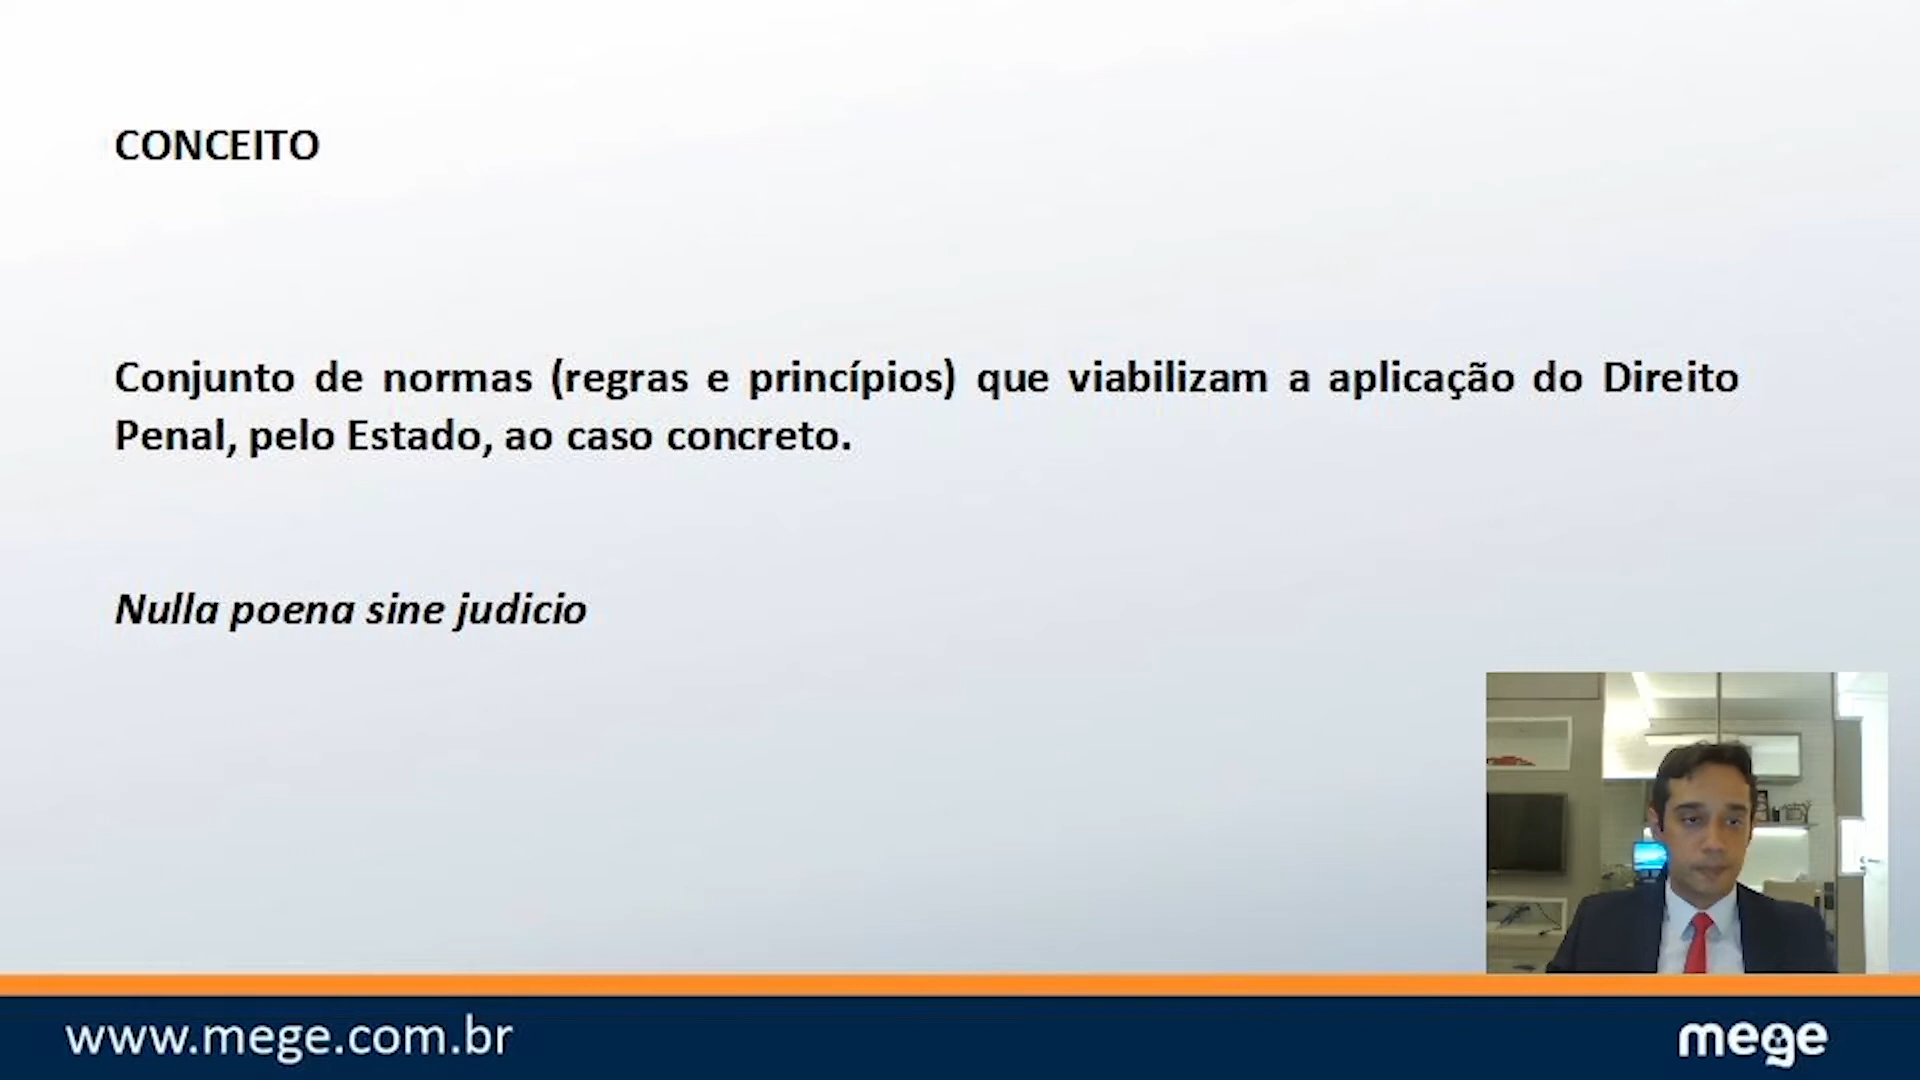 CONCEITO
Conjunto de normas (regras e princípios) que viabilizam a aplicação do Direito
Penal, pelo Estado, ao caso concreto.
Nulla poena sine judicio
www.mege.com.br
mege